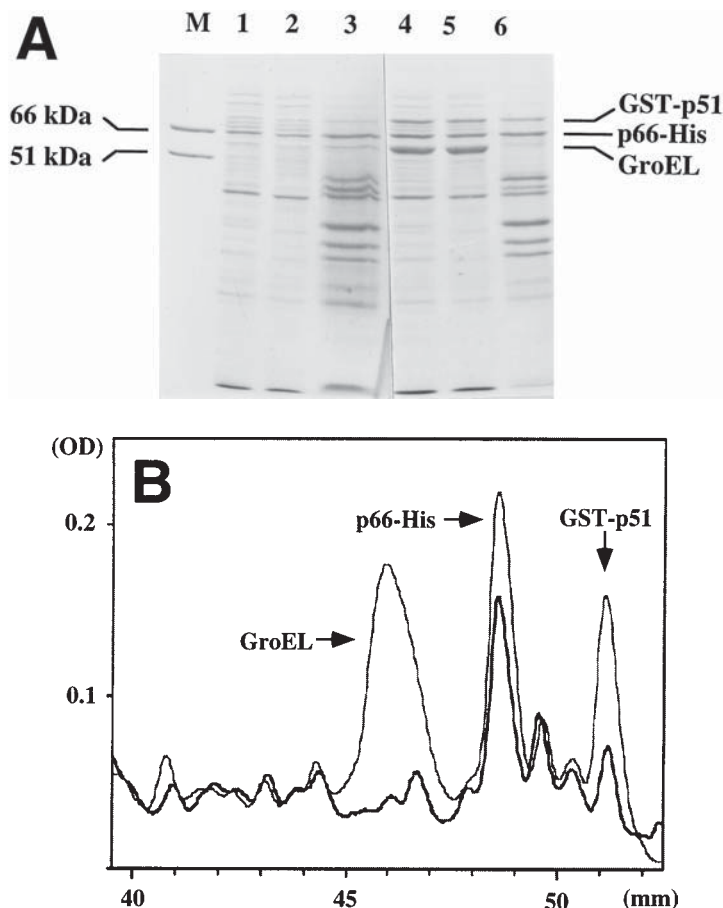 A
M 1 2 3 4 5 6
66 kDa
51 kDa
GST-p51
p66-His
GroEL
(OD)
B
0.2
0.1
p66-His
GST-p51
GroEL
40 45 50 (mm)